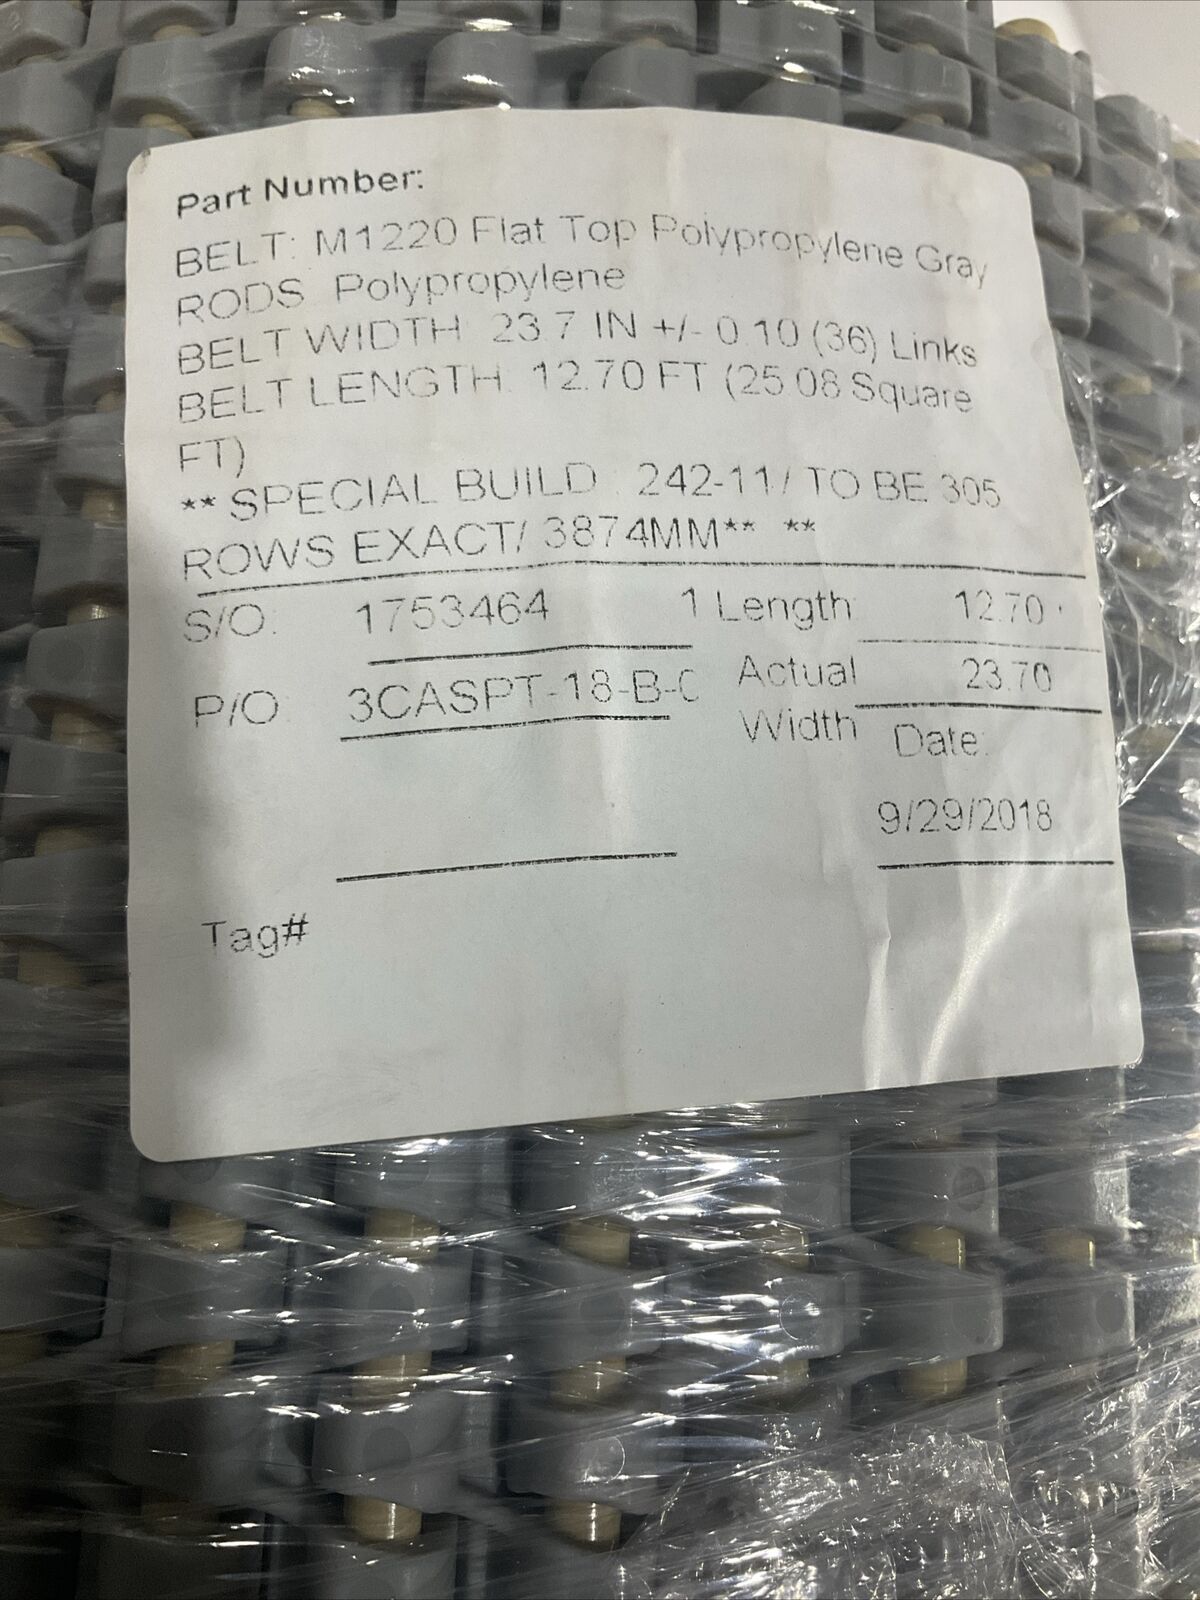 Part Number:
BELT: M1220 Flat Top Polypropylene Gray
RODS Polypropylene
BELT WIDTH 23.7 IN +/- 0.10 (36) Links
BELT LENGTH 12.70 FT (25.08 Square
FT)
** SPECIAL BUILD : 242-11/ TO BE 305
ROWS EXACT/ 3874MM** **
S/O: 1753464 1 Length 12.70
P/O 3CASPT-18-B-C Actual 23.70
Width Date:
9/29/2018
Tag#